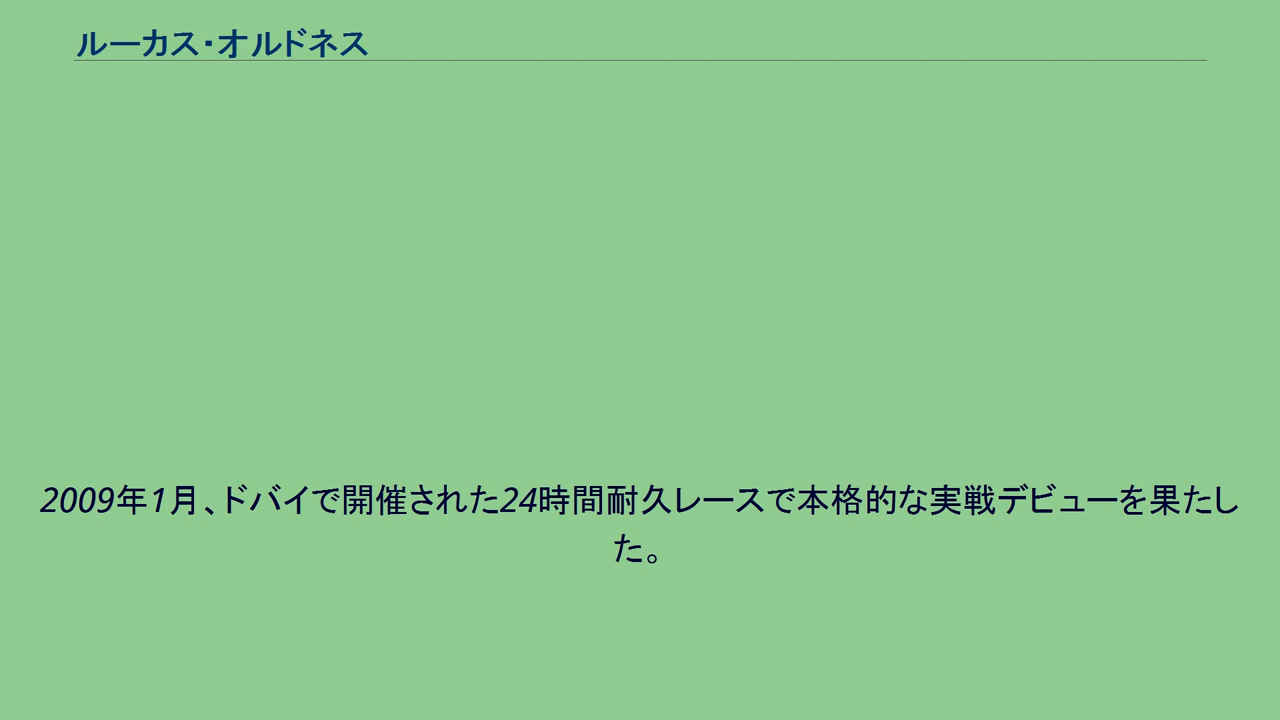 ルーカス・オルドネス
2009年1月、ドバイで開催された24時間耐久レースで本格的な実戦デビューを果たし
た。